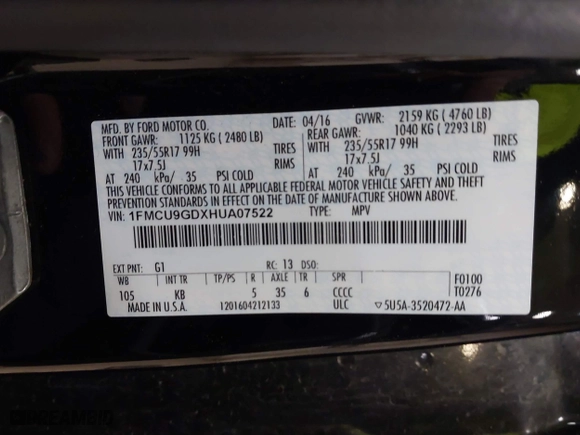 MFD. BY FORD MOTOR CO.
DATE: 04/16 GVWR: 2159 KG ( 4760 LB)
FRONT GAWR: 1125 KG ( 2480 LB) REAR GAWR: 1040 KG ( 2293 LB)
WITH 235/55R17 99H TIRES WITH 235/55R17 99H TIRES
17x7.5J RIMS 17x7.5J RIMS
AT 240 kPa/ 35 PSI COLD AT 240 kPa/ 35 PSI COLD
THIS VEHICLE CONFORMS TO ALL APPLICABLE FEDERAL MOTOR VEHICLE SAFETY AND THEFT
PREVENTION STANDARDS IN EFFECT ON THE DATE OF MANUFACTURE SHOWN ABOVE.
VIN: 1FMCU9GDXHUA07522 TYPE: MPV
EXT PNT: G1 RC: 13 DSO:
WB INT TR TP/PS R AXLE TR SPR F0100
105 KB 5 35 6 CCCC T0276
MADE IN U.S.A. 1201604212133 ULC 5U5A-3520472-AA